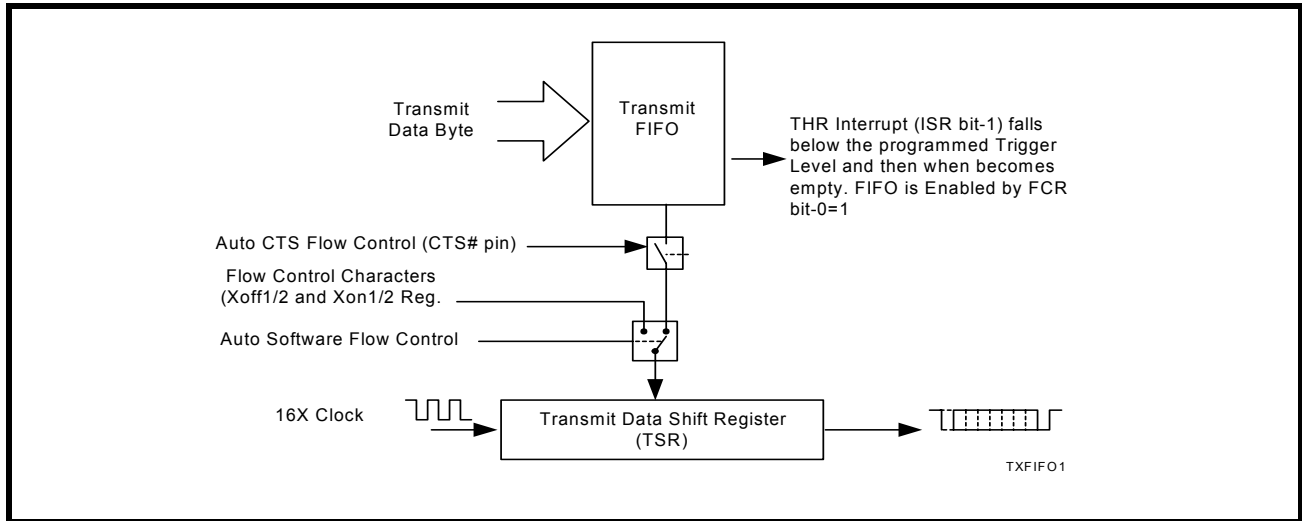 Transmit
Data Byte
Transmit
FIFO
THR Interrupt (ISR bit-1) falls
below the programmed Trigger
Level and then when becomes
empty. FIFO is Enabled by FCR
bit-0=1
Auto CTS Flow Control (CTS# pin)
Flow Control Characters
(Xoff1/2 and Xon1/2 Reg.
Auto Software Flow Control
16X Clock
Transmit Data Shift Register
(TSR)
TXFIFO1